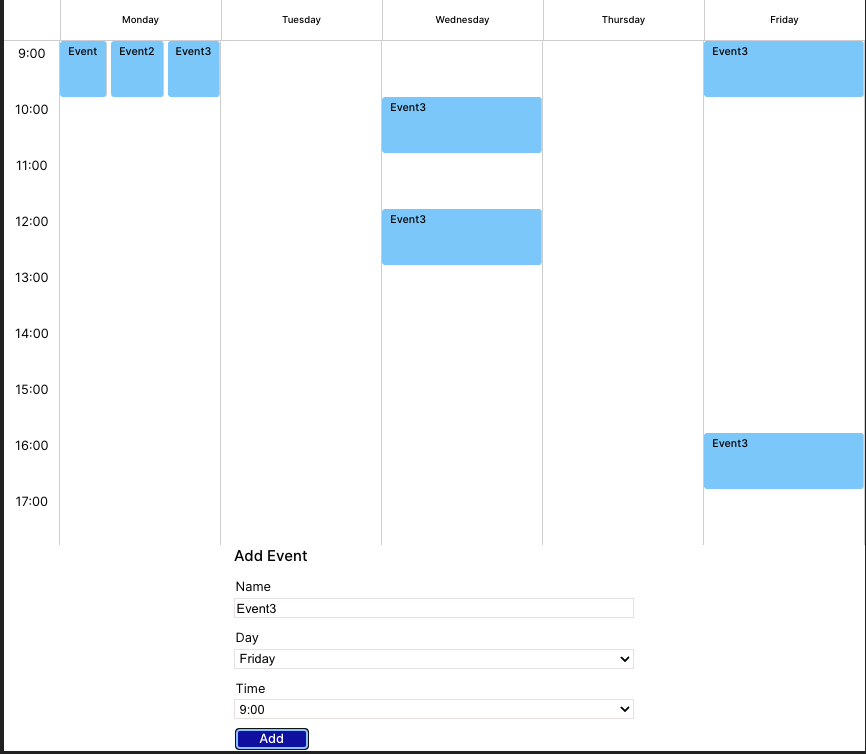 Monday Tuesday Wednesday Thursday Friday
9:00 Event Event2 Event3 Event3
10:00 Event3
11:00
12:00 Event3
13:00
14:00
15:00
16:00 Event3
17:00
Add Event
Name
Event3
Day
Friday
Time
9:00
Add